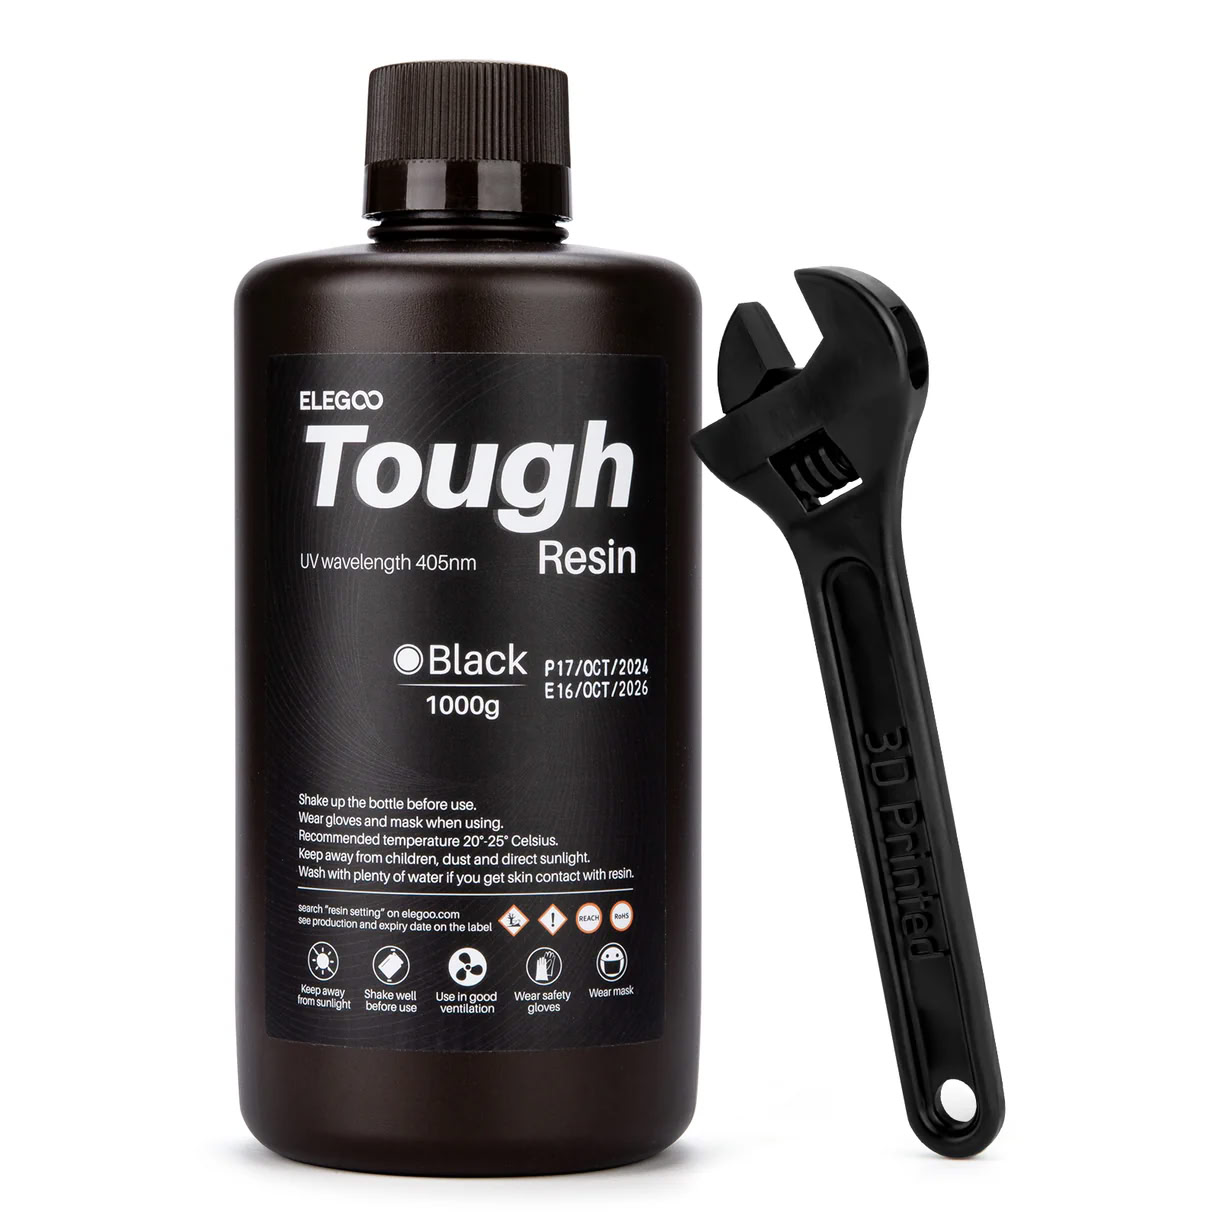 ELEGOO
Tough
Resin
UV wavelength 405nm
Black
1000g
P17/OCT/2024
E16/OCT/2026
Shake up the bottle before use.
Wear gloves and mask when using.
Recommended temperature 20°-25° Celsius.
Keep away from children, dust and direct sunlight.
Wash with plenty of water if you get skin contact with resin.
search "resin setting" on elegoo.com
see production and expiry date on the label
REACH
RoHS
Keep away
from sunlight
Shake well
before use
Use in good
ventilation
Wear safety
gloves
Wear mask
3D Printed